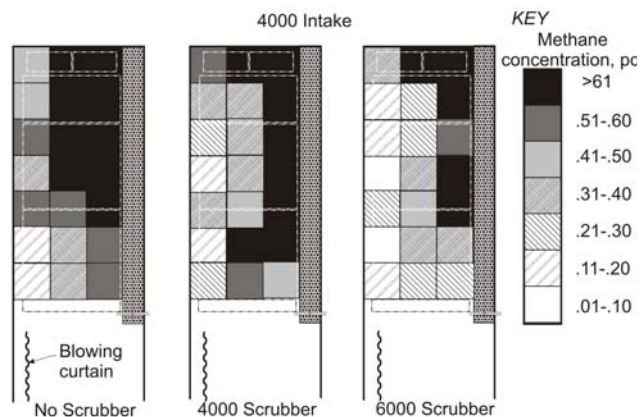 4000 Intake
KEY
Methane
concentration, pc
>61
.51-.60
.41-.50
.31-.40
.21-.30
.11-.20
.01-.10
Blowing
curtain
No Scrubber
4000 Scrubber
6000 Scrubber